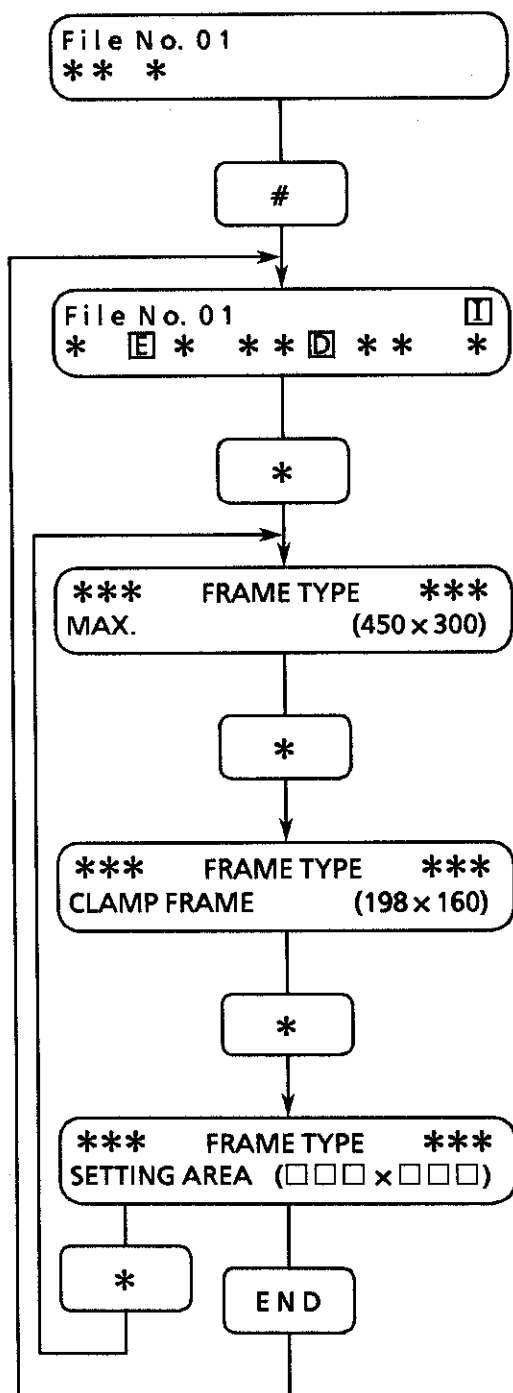 File No. 01
** *
#
File No. 01 I
* E * ** D ** *
*
*** FRAME TYPE ***
MAX. (450 × 300)
*
*** FRAME TYPE ***
CLAMP FRAME (198 × 160)
*
*** FRAME TYPE ***
SETTING AREA (□□□ × □□□)
*
END